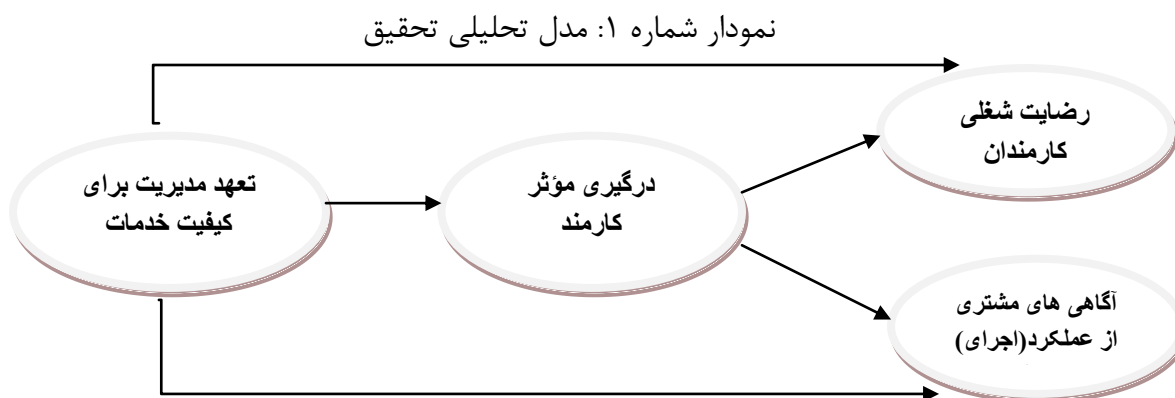 نمودار شماره ۱: مدل تحلیلی تحقیق
رضایت شغلی
کارمندان
درگیری مؤثر
کارمند
تعهد مدیریت برای
کیفیت خدمات
آگاهی های مشتری
از عملکرد(اجرای)